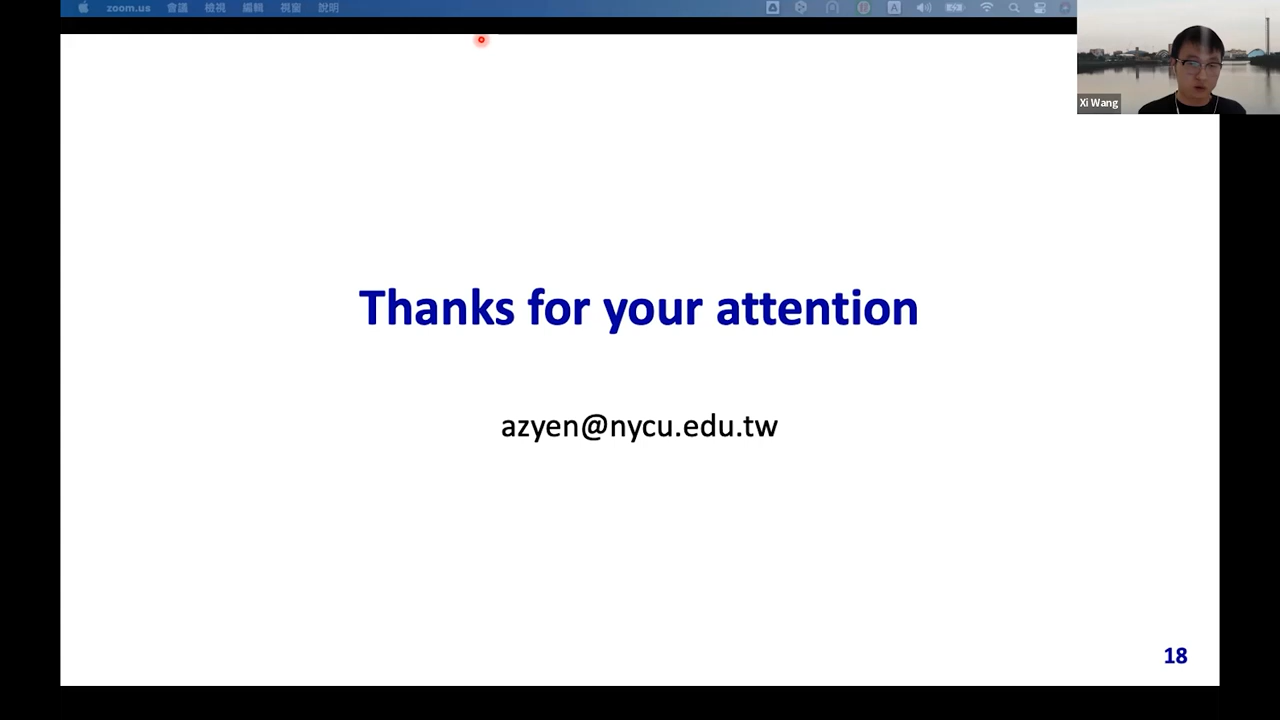 zoom.us 會議 檢視 編輯 視窗 說明
A
Xi Wang
Thanks for your attention
azyen@nycu.edu.tw
18